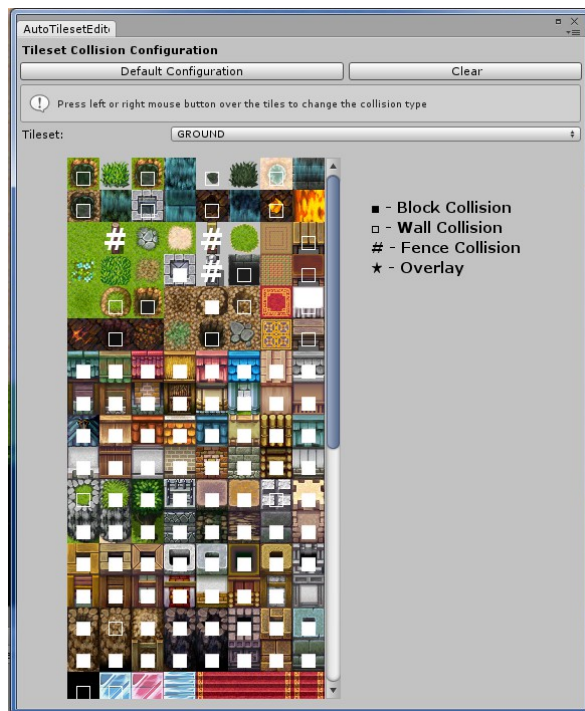 AutoTilesetEdito
Tileset Collision Configuration
Default Configuration
Clear
Press left or right mouse button over the tiles to change the collision type
Tileset:
GROUND
#
#
#
■ - Block Collision
□ - Wall Collision
# - Fence Collision
★ - Overlay